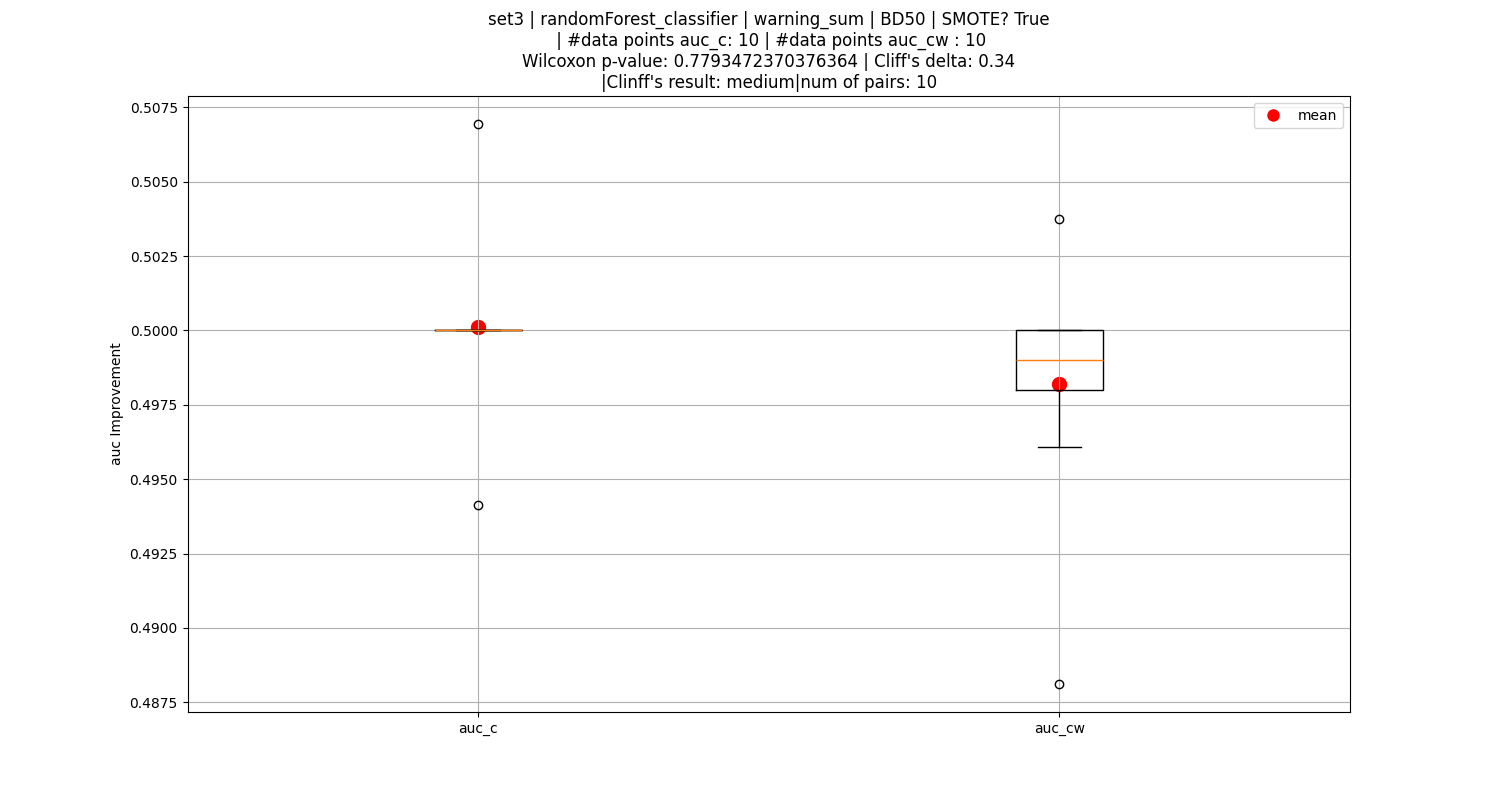 set3 | randomForest_classifier | warning_sum | BD50 | SMOTE? True
| #data points auc_c: 10 | #data points auc_cw : 10
Wilcoxon p-value: 0.7793472370376364 | Cliff's delta: 0.34
|Clinff's result: medium|num of pairs: 10
mean
0.5075
0.5050
0.5025
0.5000
0.4975
0.4950
0.4925
0.4900
0.4875
auc Improvement
auc_c
auc_cw